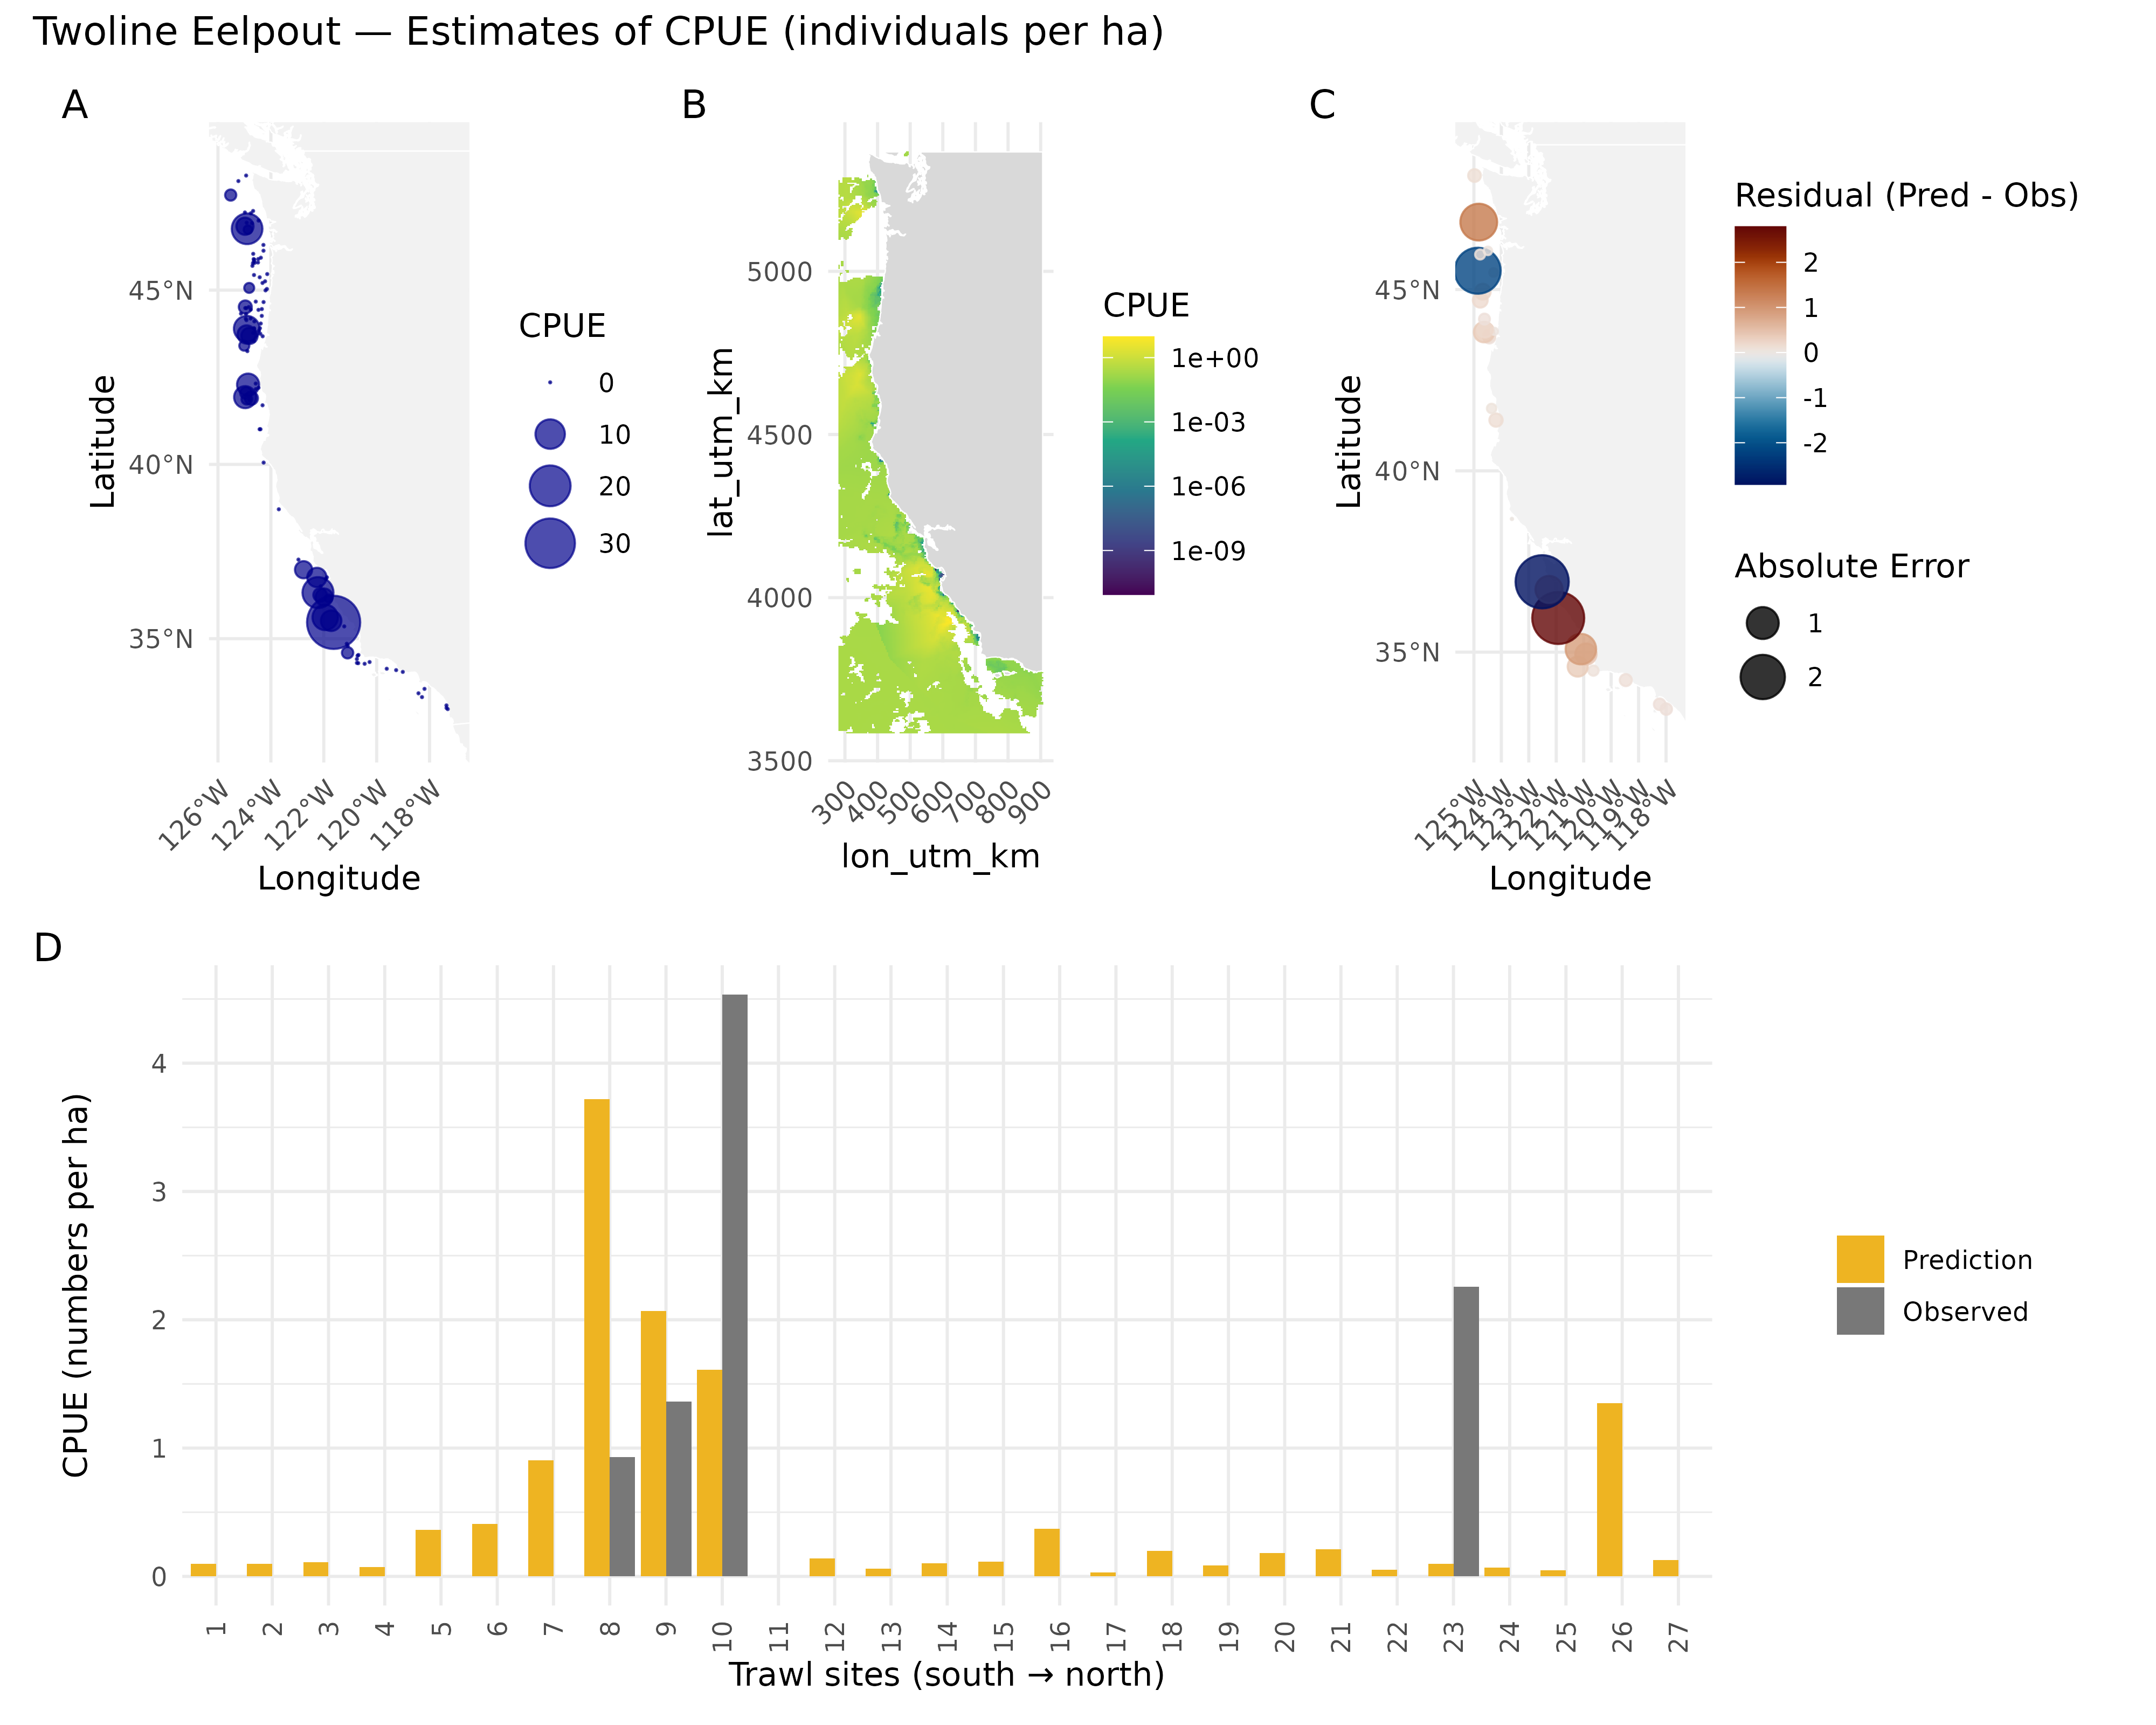 Twoline Eelpout — Estimates of CPUE (individuals per ha)
A
Latitude
45°N
40°N
35°N
126°W
124°W
122°W
120°W
118°W
Longitude
CPUE
0
10
20
30
B
lat_utm_km
5000
4500
4000
3500
300
400
500
600
700
800
900
lon_utm_km
CPUE
1e+00
1e-03
1e-06
1e-09
C
Latitude
45°N
40°N
35°N
125°W
124°W
123°W
122°W
121°W
120°W
119°W
118°W
Longitude
Residual (Pred - Obs)
2
1
0
-1
-2
Absolute Error
1
2
D
CPUE (numbers per ha)
4
3
2
1
0
1
2
3
4
5
6
7
8
9
10
11
12
13
14
15
16
17
18
19
20
21
22
23
24
25
26
27
Trawl sites (south → north)
Prediction
Observed